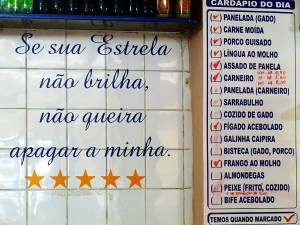 Se sua Estrela
não brilha,
não queira
apagar a minha.
CARDÁPIO DO DIA
PANELADA (GADO)
CARNE MOÍDA
PORCO GUISADO
LÍNGUA AO MOLHO
ASSADO DE PANELA
CARNEIRO
PANELADA (CARNEIRO)
SARRABULHO
COZIDO DE GADO
FÍGADO ACEBOLADO
GALINHA CAIPIRA
BISTECA (GADO, PORCO)
FRANGO AO MOLHO
ALMONDEGAS
PEIXE (FRITO, COZIDO)
BIFE ACEBOLADO
TEMOS QUANDO MARCADO